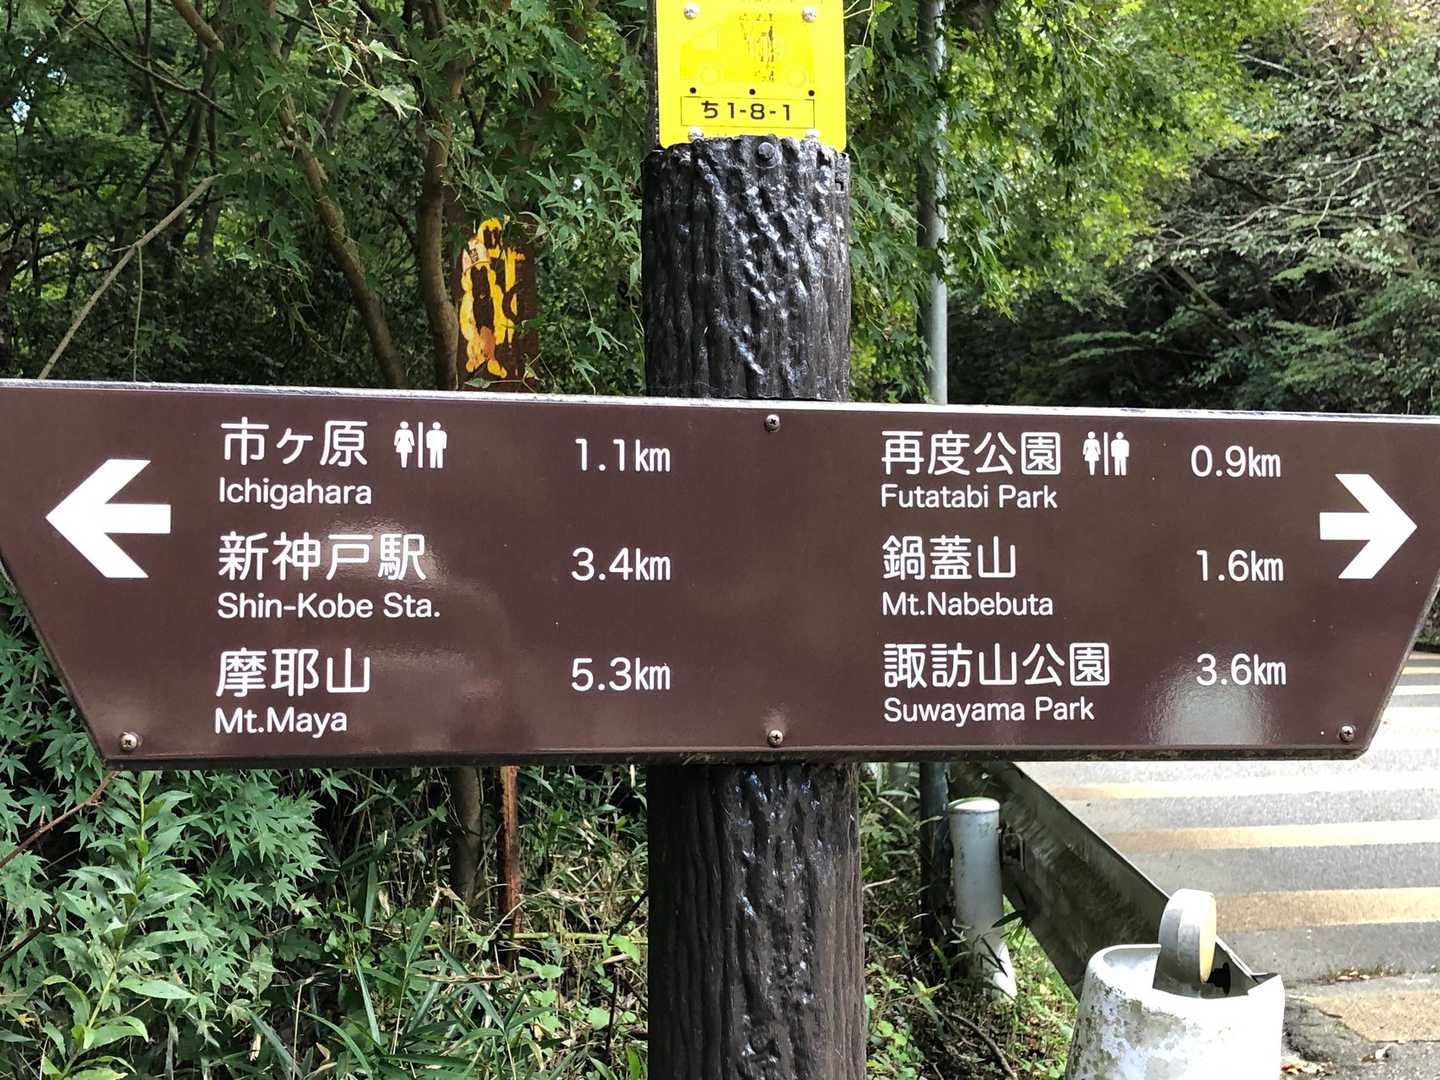 ち1-8-1
市ヶ原 1.1km
Ichigahara
新神戸駅 3.4km
Shin-Kobe Sta.
摩耶山 5.3km
Mt.Maya
再度公園 0.9km
Futatabi Park
鍋蓋山 1.6km
Mt.Nabebuta
諏訪山公園 3.6km
Suwayama Park